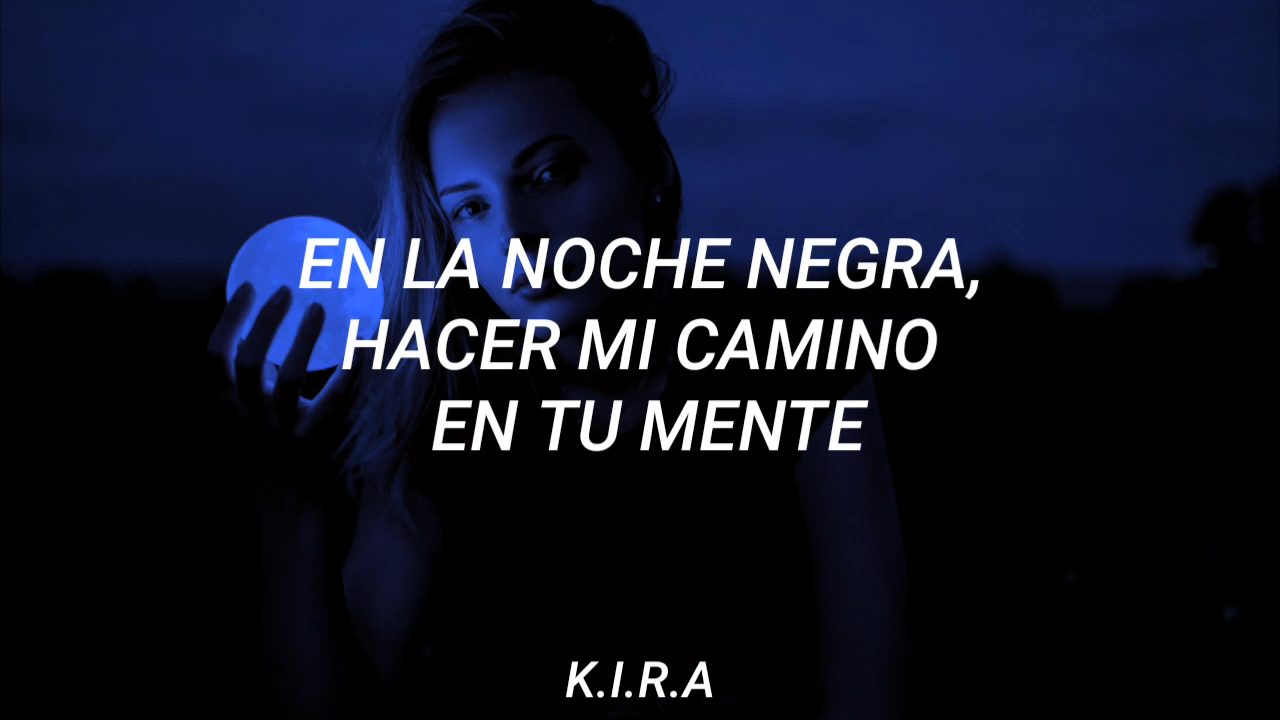 EN LA NOCHE NEGRA,
HACER MI CAMINO
EN TU MENTE
K.I.R.A